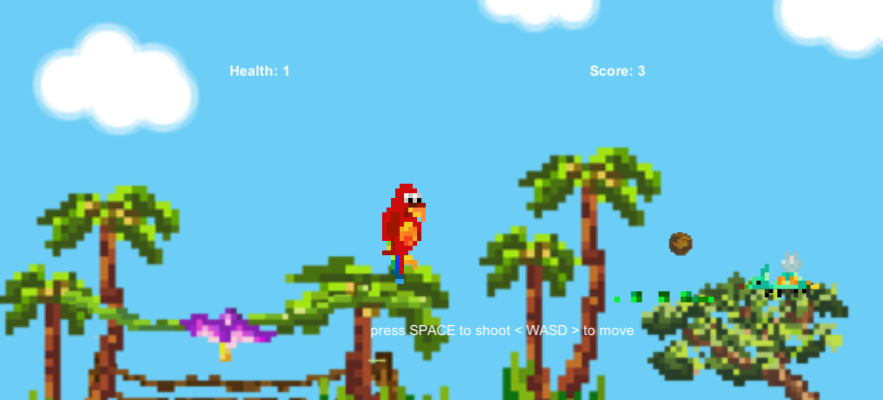 Health: 1
Score: 3
press SPACE to shoot < WASD > to move